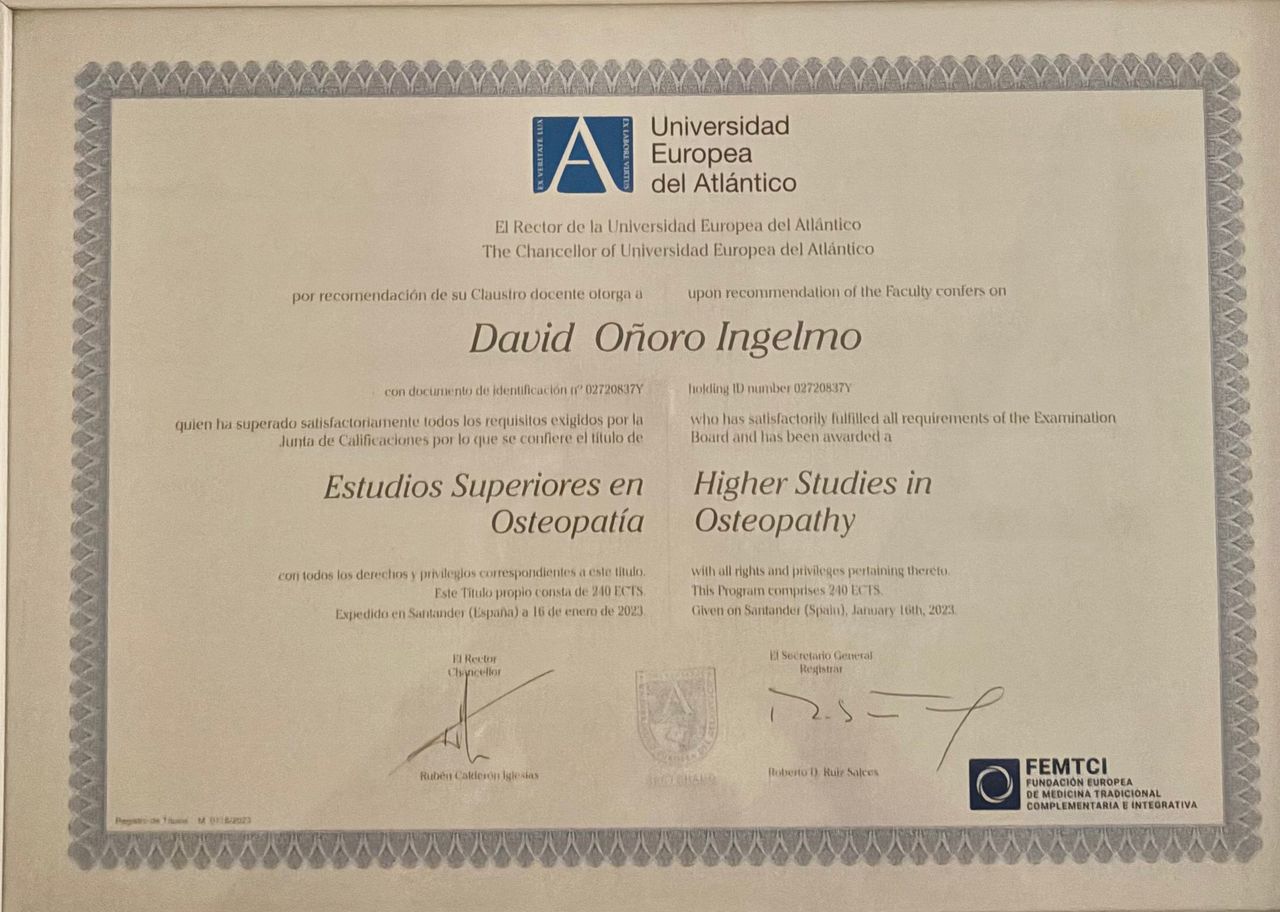 EX VERITATE LUX
EX LABORE VIRTUS
Universidad
Europea
del Atlántico
El Rector de la Universidad Europea del Atlántico
The Chancellor of Universidad Europea del Atlántico
por recomendación de su Claustro docente otorga a
upon recommendation of the Faculty confers on
David Oñoro Ingelmo
con documento de identificación nº 02720837Y
holding ID number 02720837Y
quien ha superado satisfactoriamente todos los requisitos exigidos por la
Junta de Calificaciones por lo que se confiere el título de
who has satisfactorily fulfilled all requirements of the Examination
Board and has been awarded a
Estudios Superiores en
Osteopatía
Higher Studies in
Osteopathy
con todos los derechos y privilegios correspondientes a este título.
Este Título propio consta de 240 ECTS.
Expedido en Santander (España) a 16 de enero de 2023.
with all rights and privileges pertaining thereto.
This Program comprises 240 ECTS.
Given on Santander (Spain), January 16th, 2023.
El Rector
Chancellor
Rubén Calderón Iglesias
El Secretario General
Registrar
Roberto D. Ruiz Salces
FEMTCI
FUNDACIÓN EUROPEA
DE MEDICINA TRADICIONAL
COMPLEMENTARIA E INTEGRATIVA
Registro de Títulos M